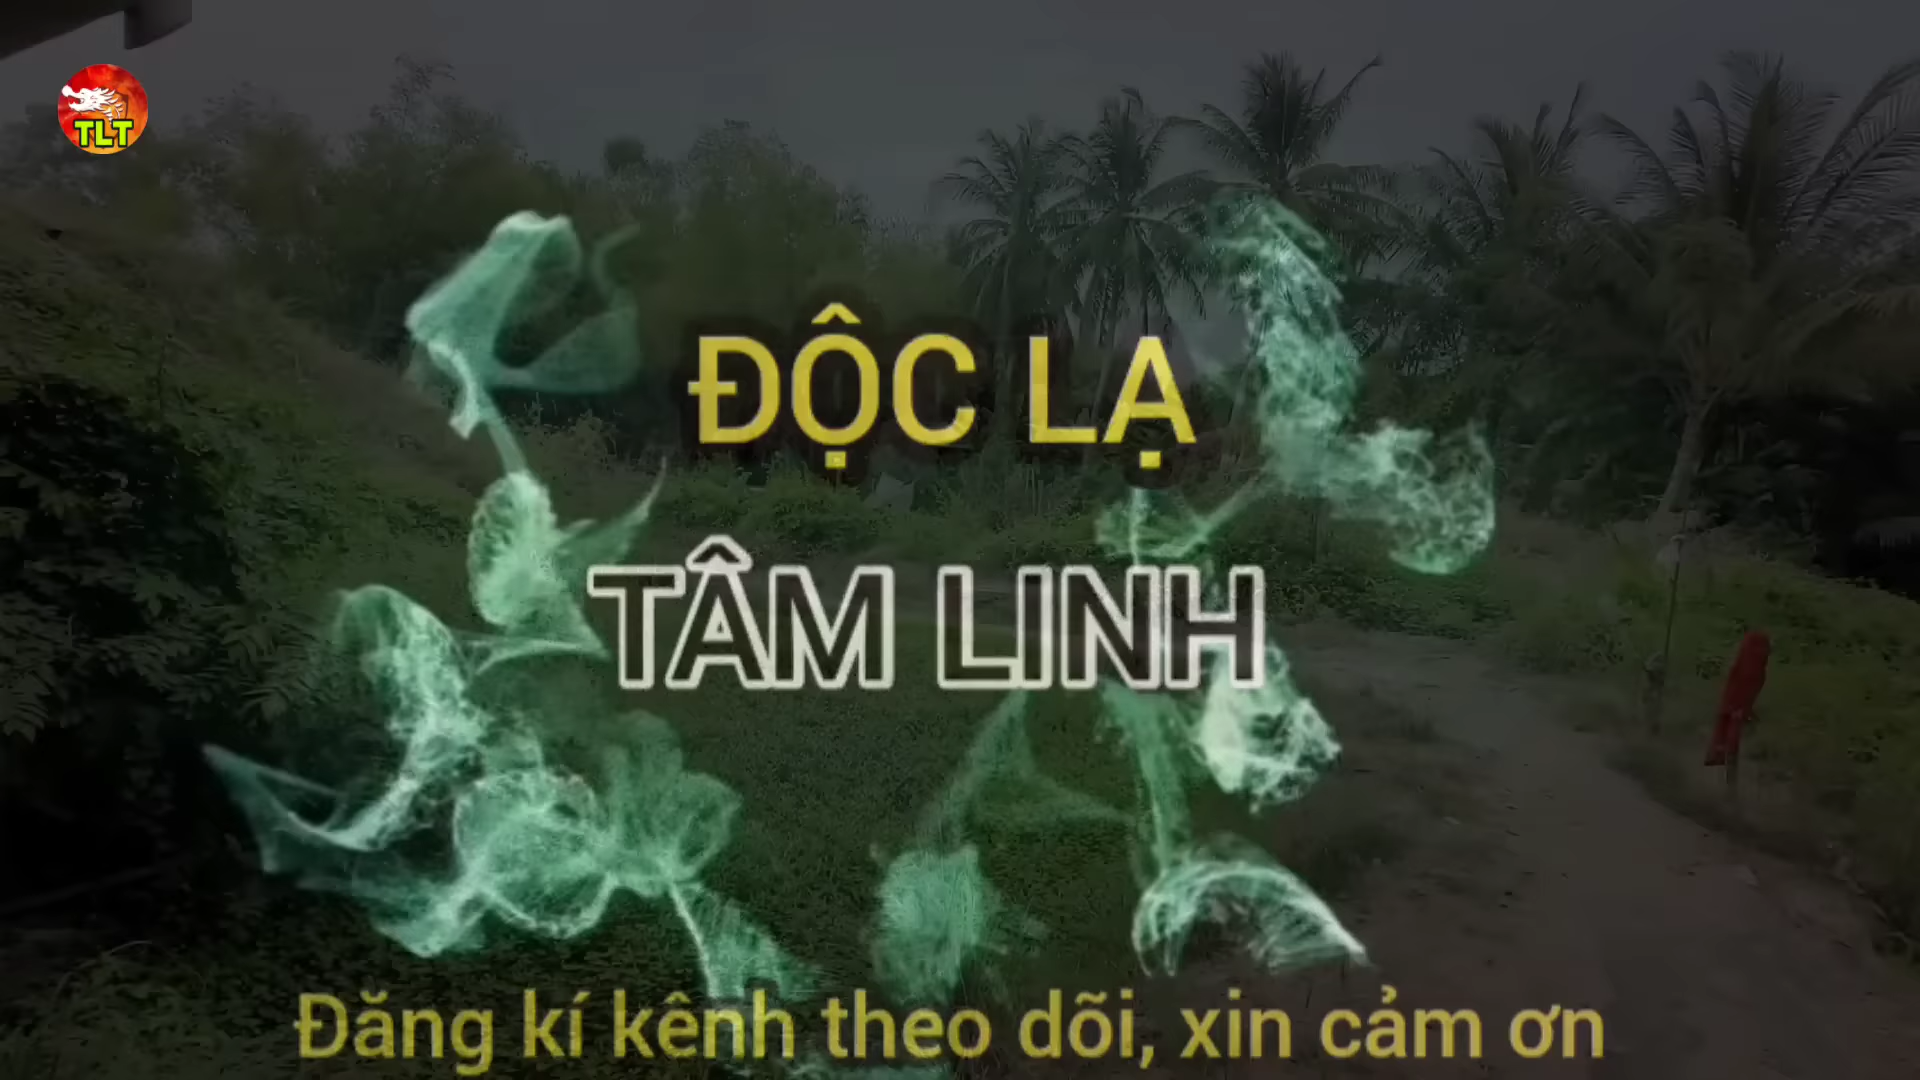 TLT
ĐỘC LẠ
TÂM LINH
Đăng kí kênh theo dõi, xin cảm ơn